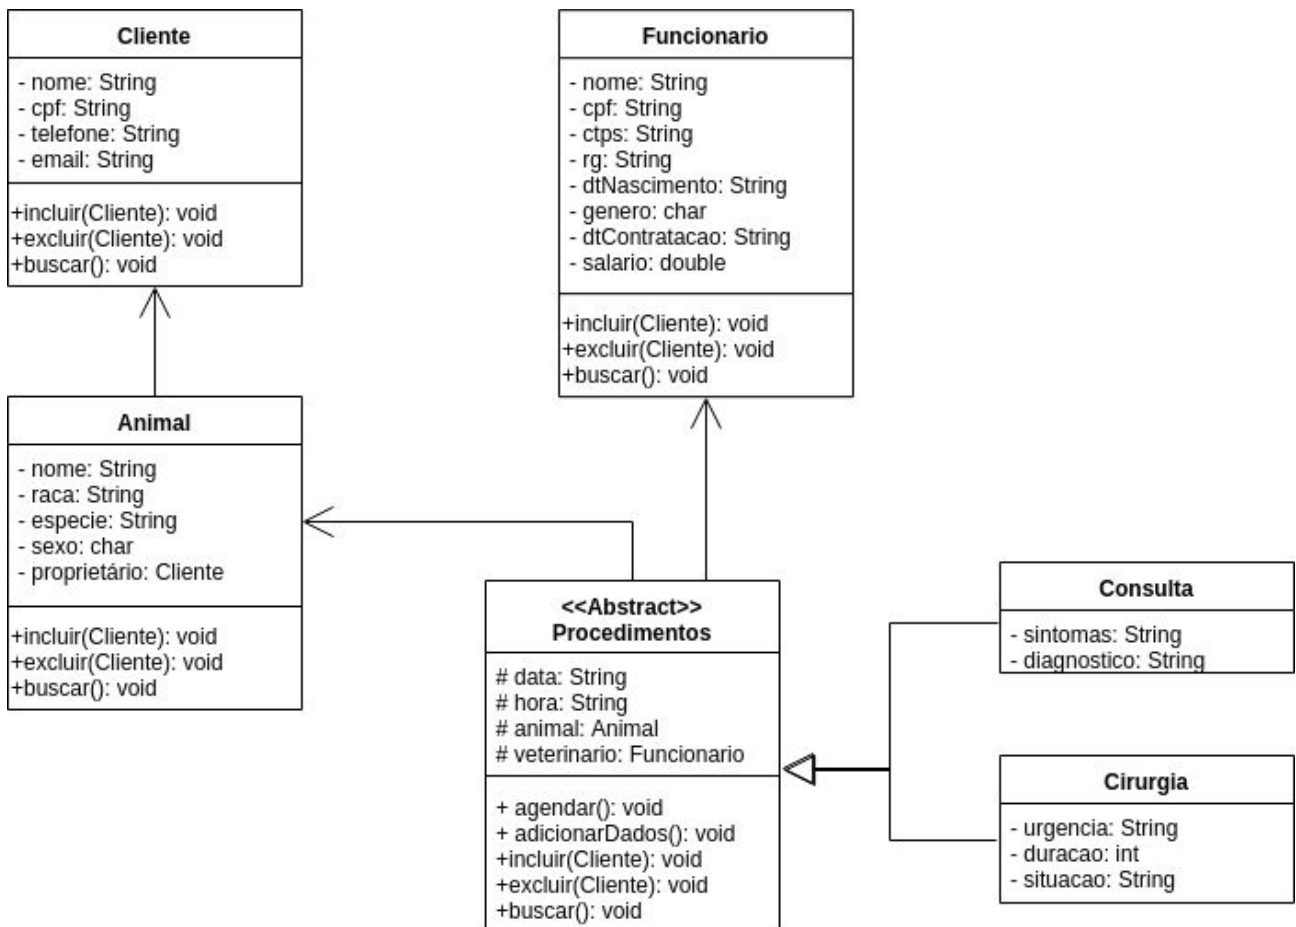 Cliente
- nome: String
- cpf: String
- telefone: String
- email: String
+incluir(Cliente): void
+excluir(Cliente): void
+buscar(): void
Funcionario
- nome: String
- cpf: String
- ctps: String
- rg: String
- dtNascimento: String
- genero: char
- dtContratacao: String
- salario: double
+incluir(Cliente): void
+excluir(Cliente): void
+buscar(): void
Animal
- nome: String
- raca: String
- especie: String
- sexo: char
- proprietário: Cliente
+incluir(Cliente): void
+excluir(Cliente): void
+buscar(): void
<<Abstract>>
Procedimentos
# data: String
# hora: String
# animal: Animal
# veterinario: Funcionario
+ agendar(): void
+ adicionarDados(): void
+incluir(Cliente): void
+excluir(Cliente): void
+buscar(): void
Consulta
- sintomas: String
- diagnostico: String
Cirurgia
- urgencia: String
- duracao: int
- situacao: String